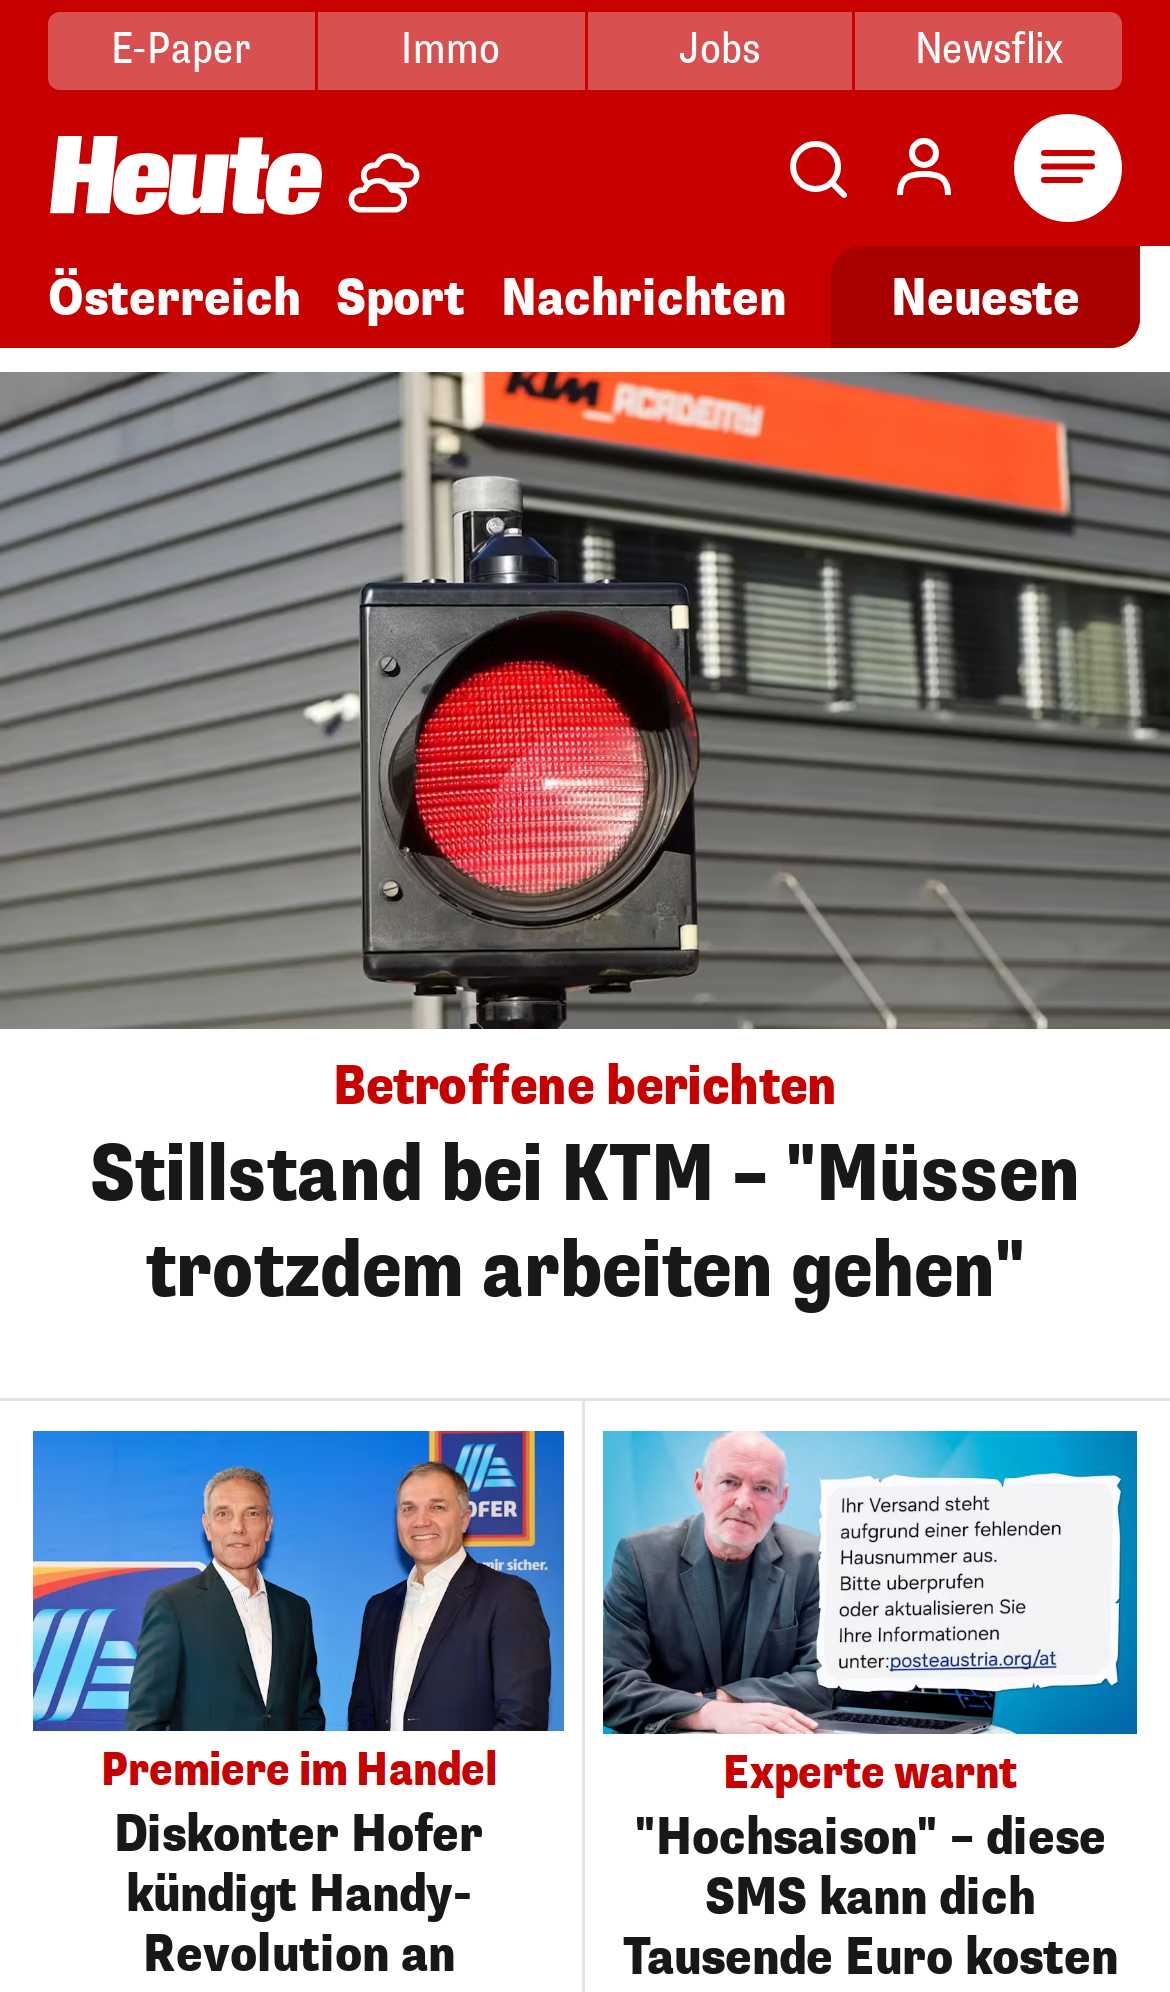 E-Paper Immo Jobs Newsflix
Heute
Österreich Sport Nachrichten Neueste
KTM_ACADEMY
Betroffene berichten
Stillstand bei KTM – "Müssen
trotzdem arbeiten gehen"
HOFER
mir sicher.
Premiere im Handel
Diskonter Hofer
kündigt Handy-
Revolution an
Ihr Versand steht
aufgrund einer fehlenden
Hausnummer aus.
Bitte uberprufen
oder aktualisieren Sie
Ihre Informationen
unter:posteaustria.org/at
Experte warnt
"Hochsaison" – diese
SMS kann dich
Tausende Euro kosten